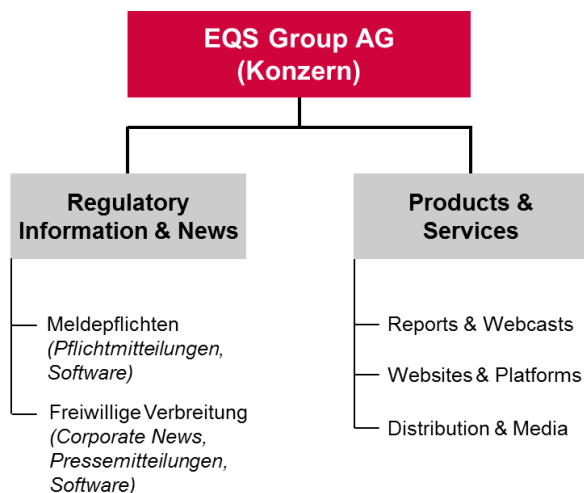 EQS Group AG
(Konzern)
Regulatory
Information & News
Meldepflichten
(Pflichtmitteilungen,
Software)
Freiwillige Verbreitung
(Corporate News,
Pressemitteilungen,
Software)
Products &
Services
Reports & Webcasts
Websites & Platforms
Distribution & Media